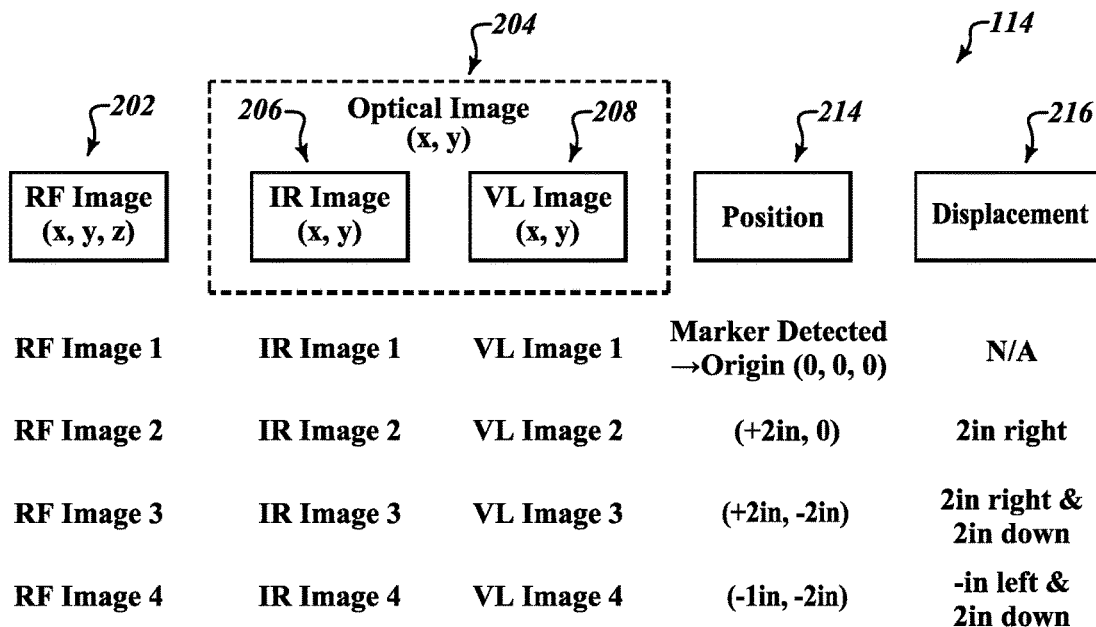 204
114
202
206
Optical Image
(x, y)
208
214
216
RF Image
(x, y, z)
IR Image
(x, y)
VL Image
(x, y)
Position
Displacement
RF Image 1
IR Image 1
VL Image 1
Marker Detected
→Origin (0, 0, 0)
N/A
RF Image 2
IR Image 2
VL Image 2
(+2in, 0)
2in right
RF Image 3
IR Image 3
VL Image 3
(+2in, -2in)
2in right &
2in down
RF Image 4
IR Image 4
VL Image 4
(-1in, -2in)
-in left &
2in down